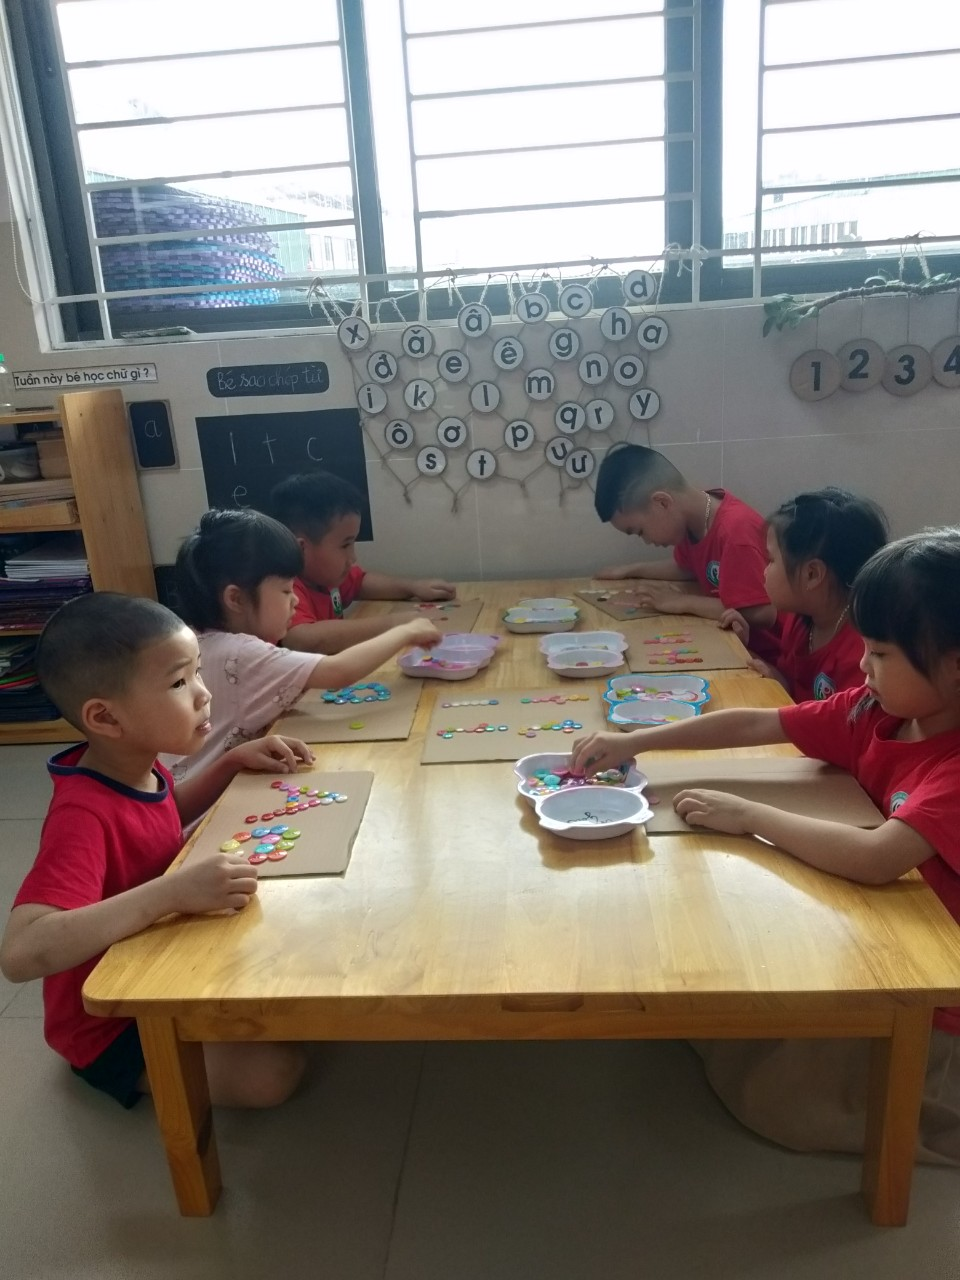 x ă â b c d
h a
đ e ê g n o
i k l m q r y
ô ơ p u ư
s t
1 2 3 4
Tuần này bé học chữ gì ?
Bé sao chép từ
a
l t c
e